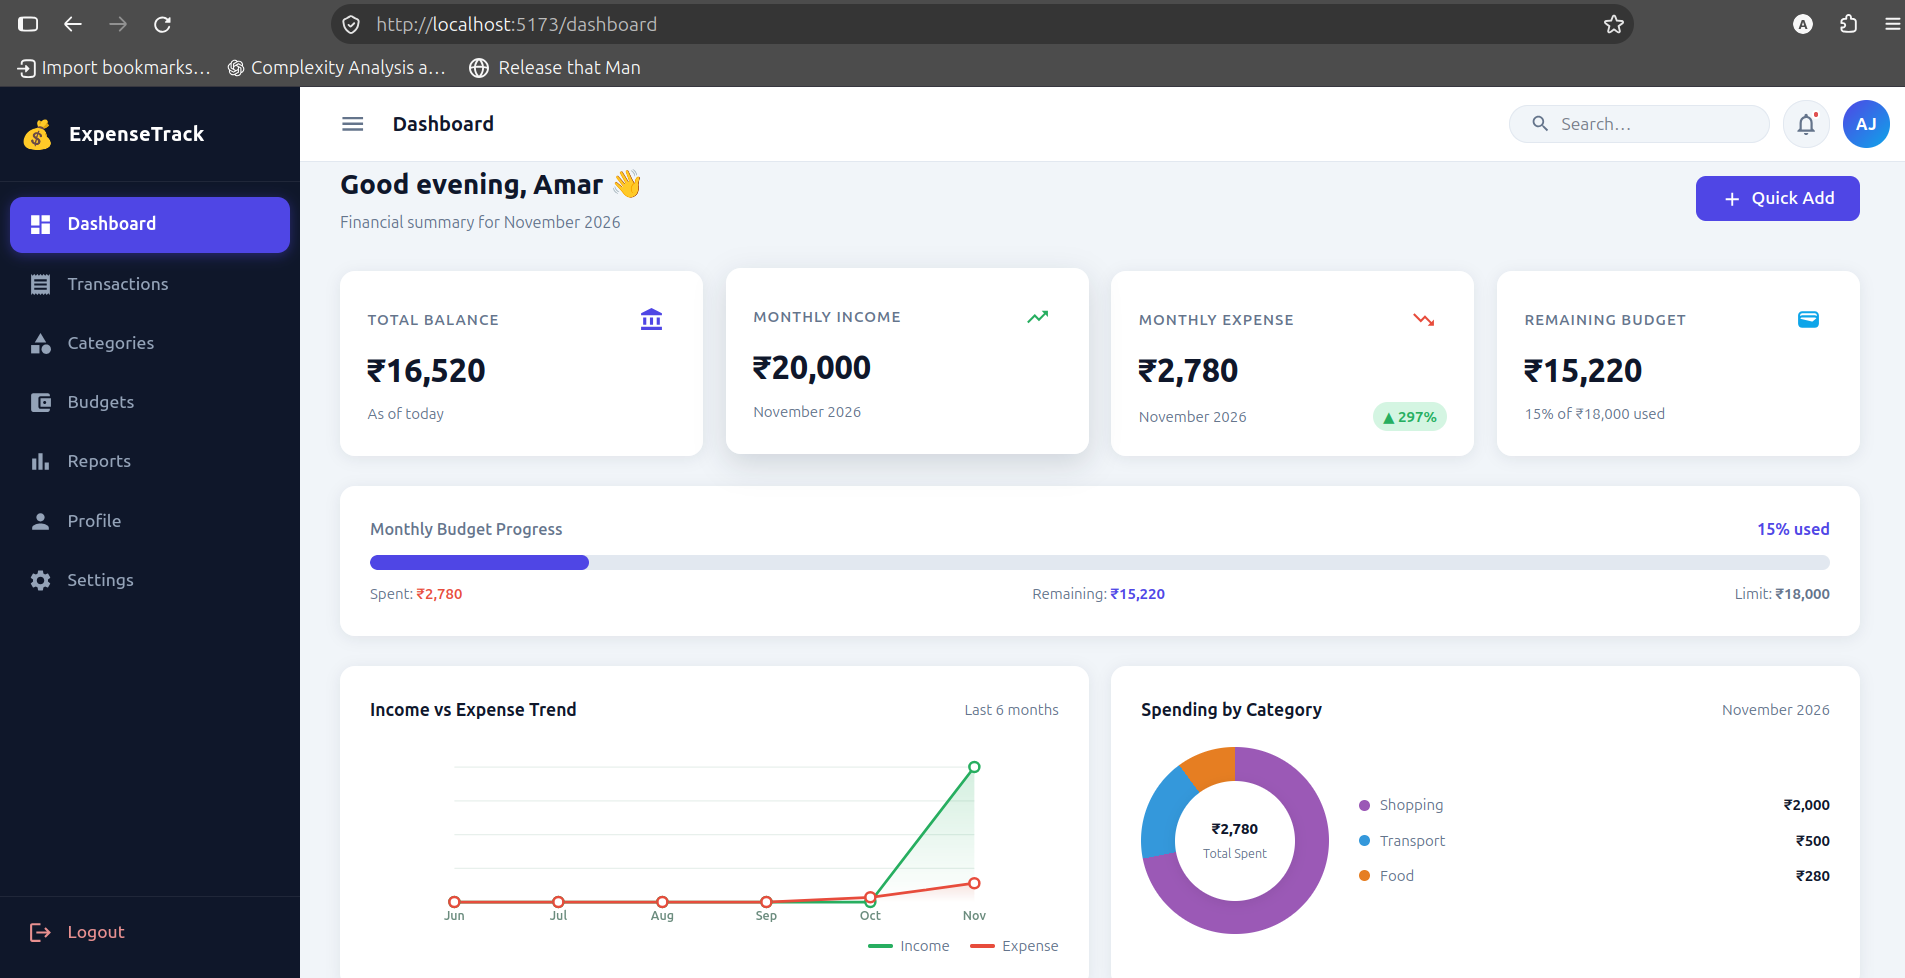 http://localhost:5173/dashboard
A
Import bookmarks...
Complexity Analysis a...
Release that Man
ExpenseTrack
Dashboard
Transactions
Categories
Budgets
Reports
Profile
Settings
Logout
Dashboard
Search...
AJ
Good evening, Amar 👋
Financial summary for November 2026
+ Quick Add
TOTAL BALANCE
₹16,520
As of today
MONTHLY INCOME
₹20,000
November 2026
MONTHLY EXPENSE
₹2,780
November 2026
▲ 297%
REMAINING BUDGET
₹15,220
15% of ₹18,000 used
Monthly Budget Progress
15% used
Spent: ₹2,780
Remaining: ₹15,220
Limit: ₹18,000
Income vs Expense Trend
Last 6 months
Jun Jul Aug Sep Oct Nov
Income Expense
Spending by Category
November 2026
₹2,780
Total Spent
Shopping ₹2,000
Transport ₹500
Food ₹280